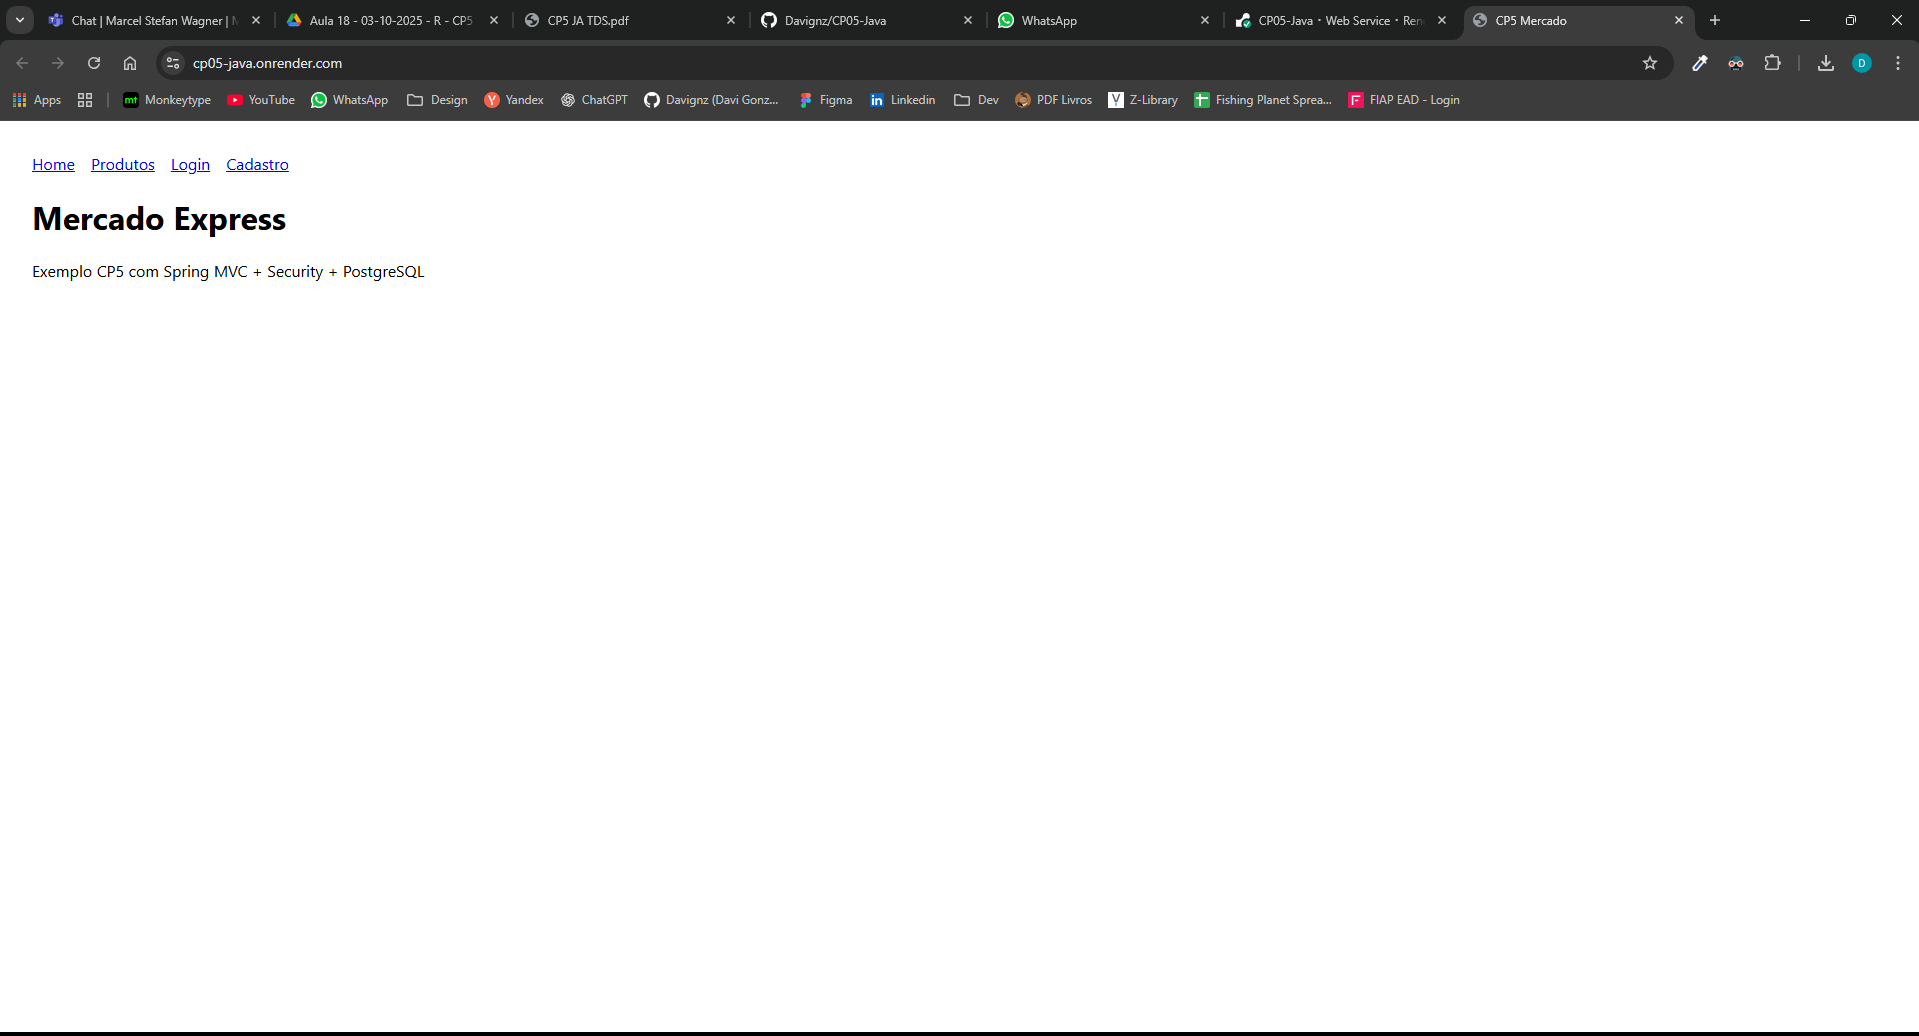 Chat | Marcel Stefan Wagner | M
Aula 18 - 03-10-2025 - R - CP5
CP5 JA TDS.pdf
Davignz/CP05-Java
WhatsApp
CP05-Java · Web Service · Ren
CP5 Mercado
cp05-java.onrender.com
D
Apps
mt Monkeytype
YouTube
WhatsApp
Design
Y Yandex
ChatGPT
Davignz (Davi Gonz...
Figma
in Linkedin
Dev
PDF Livros
Z-Library
Fishing Planet Sprea...
F FIAP EAD - Login
Home Produtos Login Cadastro
Mercado Express
Exemplo CP5 com Spring MVC + Security + PostgreSQL